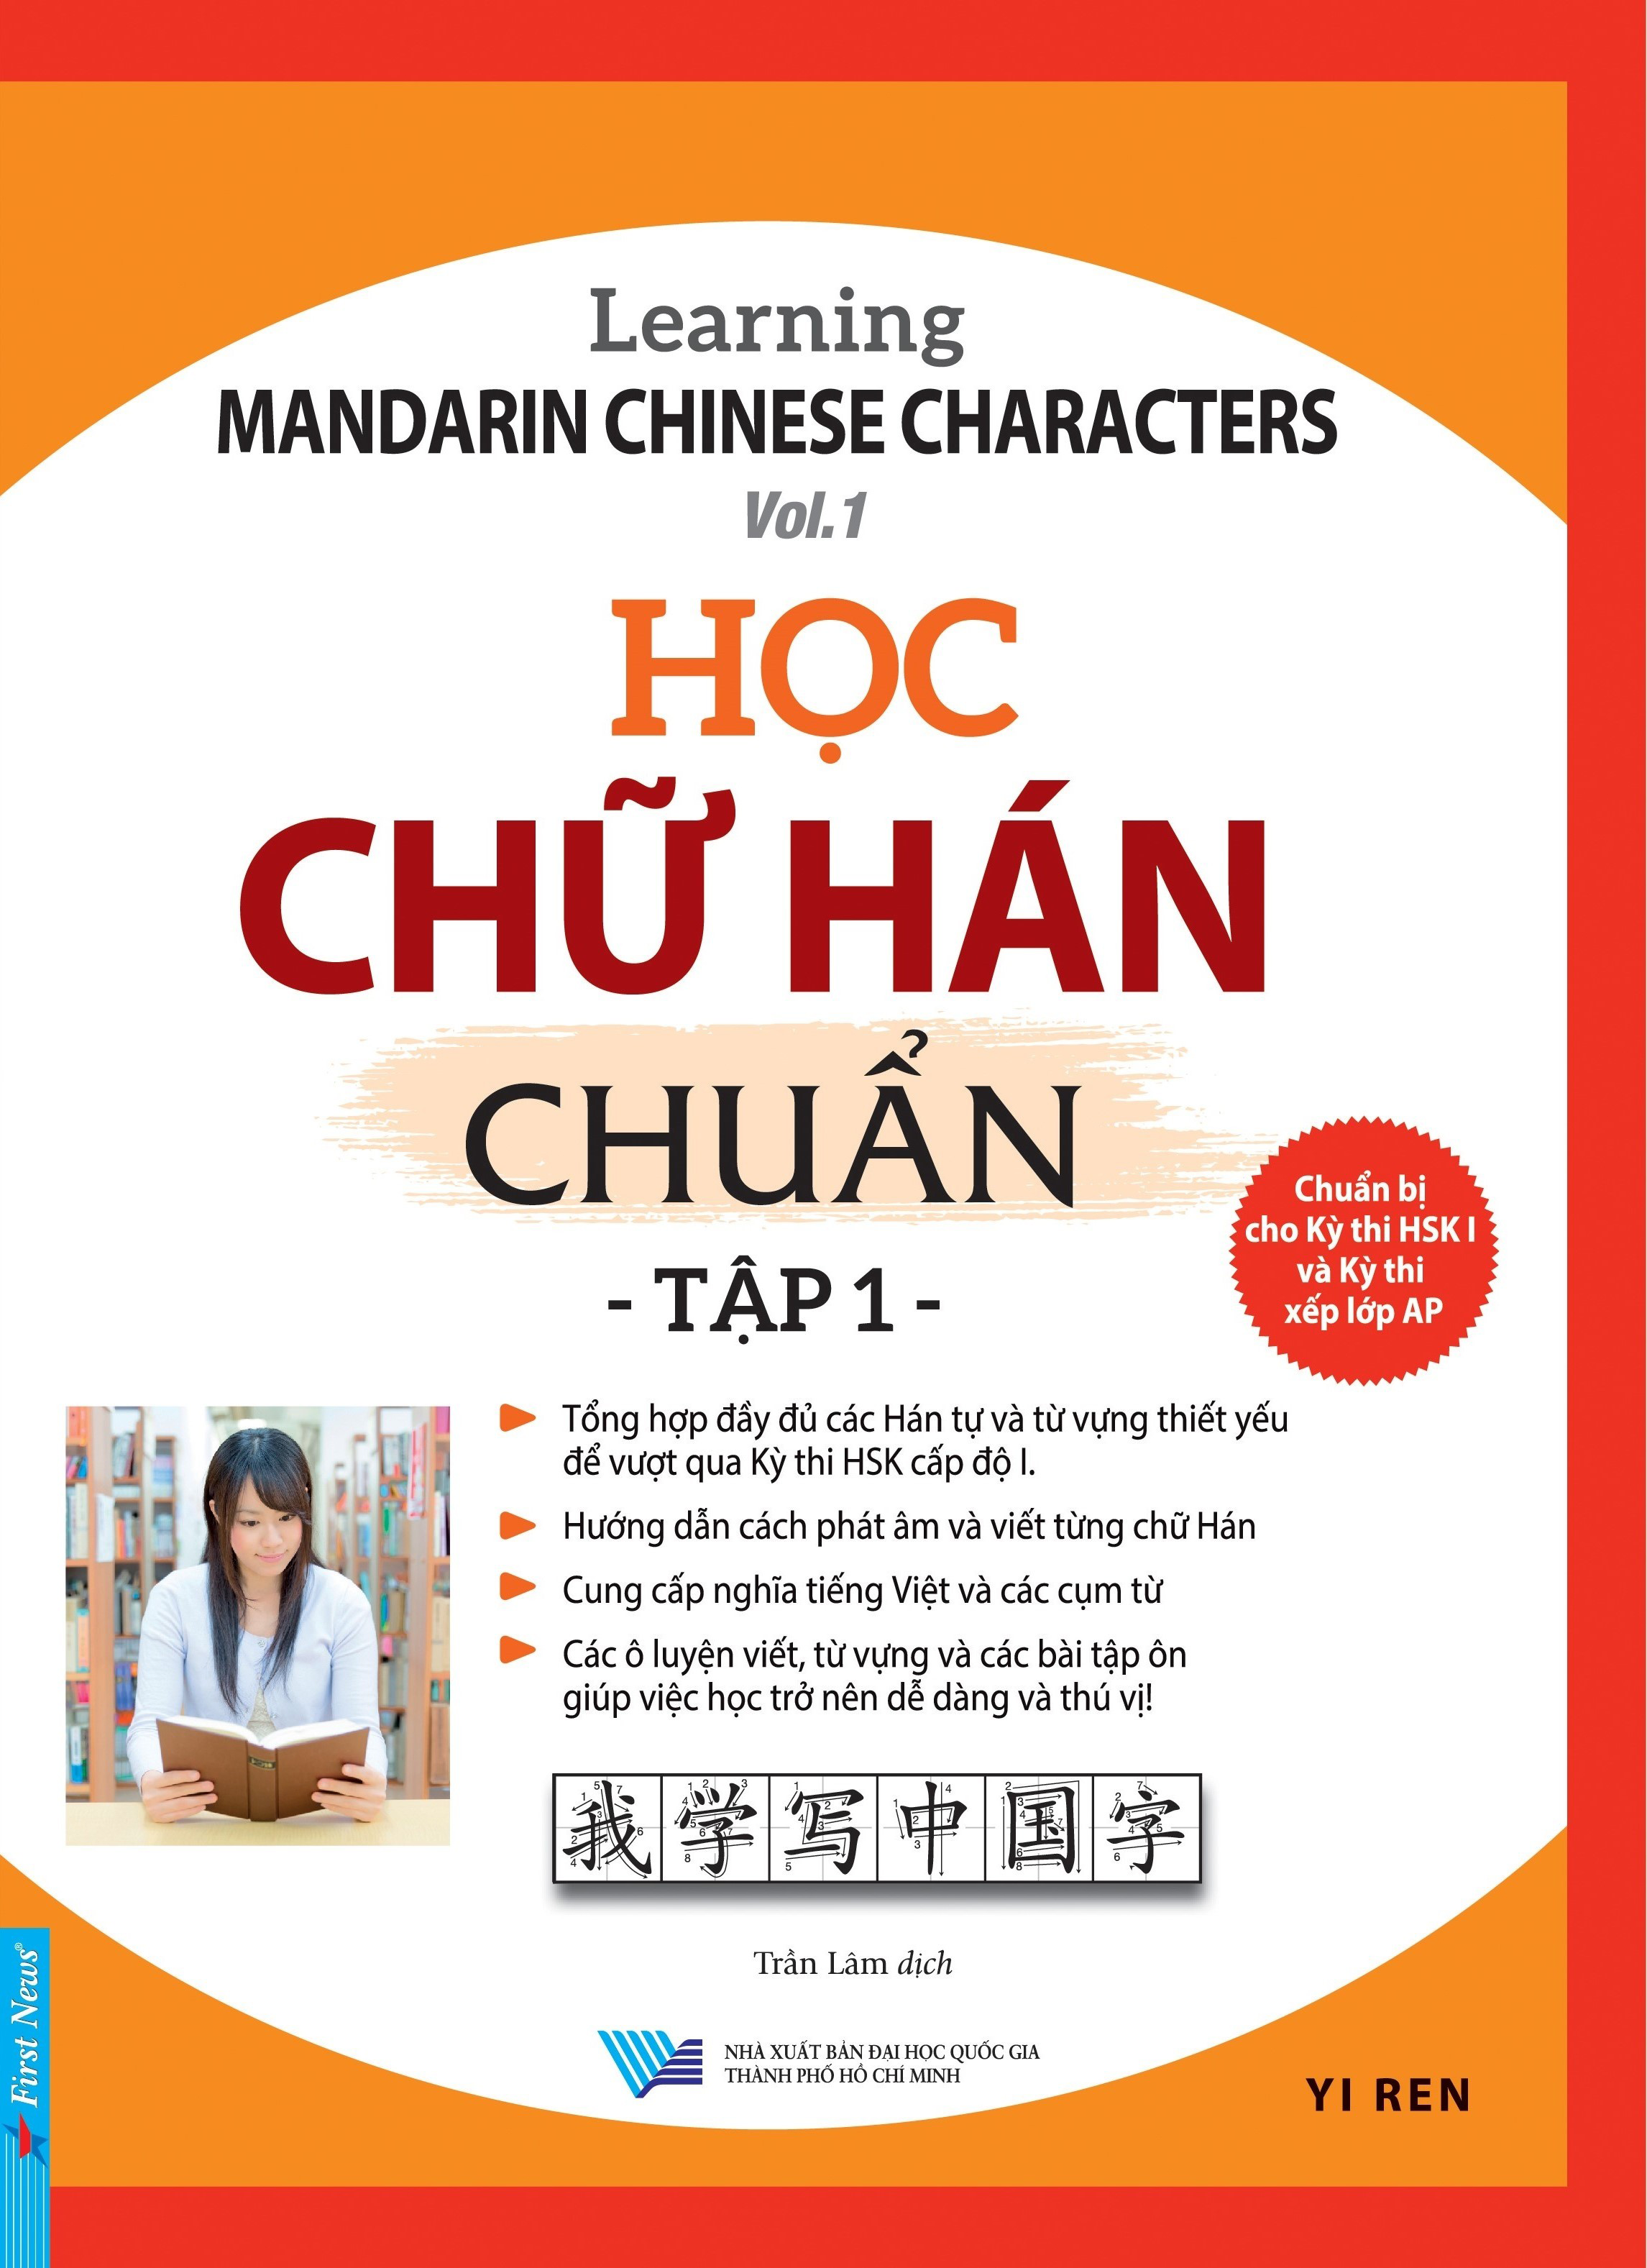 Learning
MANDARIN CHINESE CHARACTERS
Vol.1
HỌC
CHỮ HÁN
CHUẨN
- TẬP 1 -
Chuẩn bị
cho Kỳ thi HSK I
và Kỳ thi
xếp lớp AP
Tổng hợp đầy đủ các Hán tự và từ vựng thiết yếu
để vượt qua Kỳ thi HSK cấp độ I.
Hướng dẫn cách phát âm và viết từng chữ Hán
Cung cấp nghĩa tiếng Việt và các cụm từ
Các ô luyện viết, từ vựng và các bài tập ôn
giúp việc học trở nên dễ dàng và thú vị!
我学写中国字
Trần Lâm dịch
NHÀ XUẤT BẢN ĐẠI HỌC QUỐC GIA
THÀNH PHỐ HỒ CHÍ MINH
YI REN
First News®